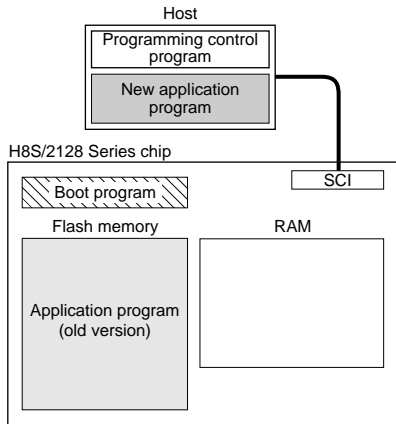 Host
Programming control
program
New application
program
H8S/2128 Series chip
SCI
Boot program
Flash memory
RAM
Application program
(old version)